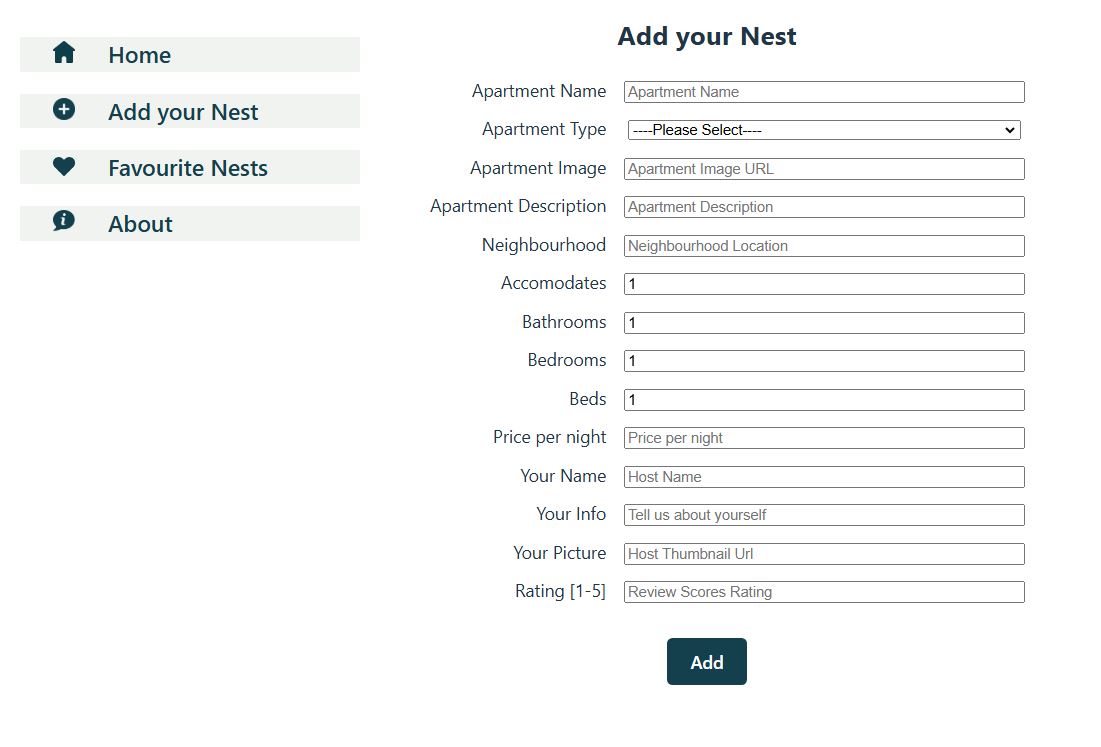 Home
Add your Nest
Favourite Nests
About
Add your Nest
Apartment Name Apartment Name
Apartment Type ----Please Select----
Apartment Image Apartment Image URL
Apartment Description Apartment Description
Neighbourhood Neighbourhood Location
Accomodates 1
Bathrooms 1
Bedrooms 1
Beds 1
Price per night Price per night
Your Name Host Name
Your Info Tell us about yourself
Your Picture Host Thumbnail Url
Rating [1-5] Review Scores Rating
Add